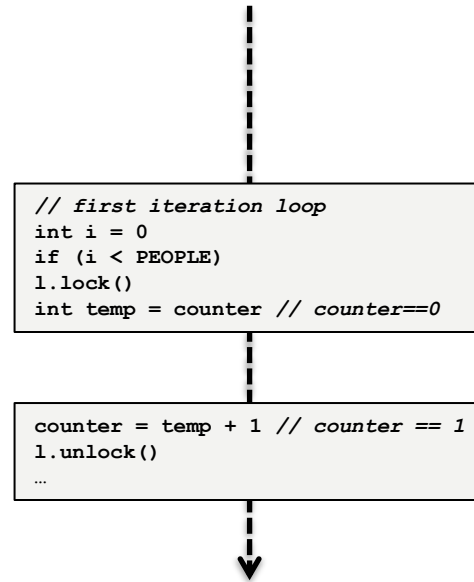 // first iteration loop
int i = 0
if (i < PEOPLE)
l.lock()
int temp = counter // counter==0
counter = temp + 1 // counter == 1
l.unlock()
…